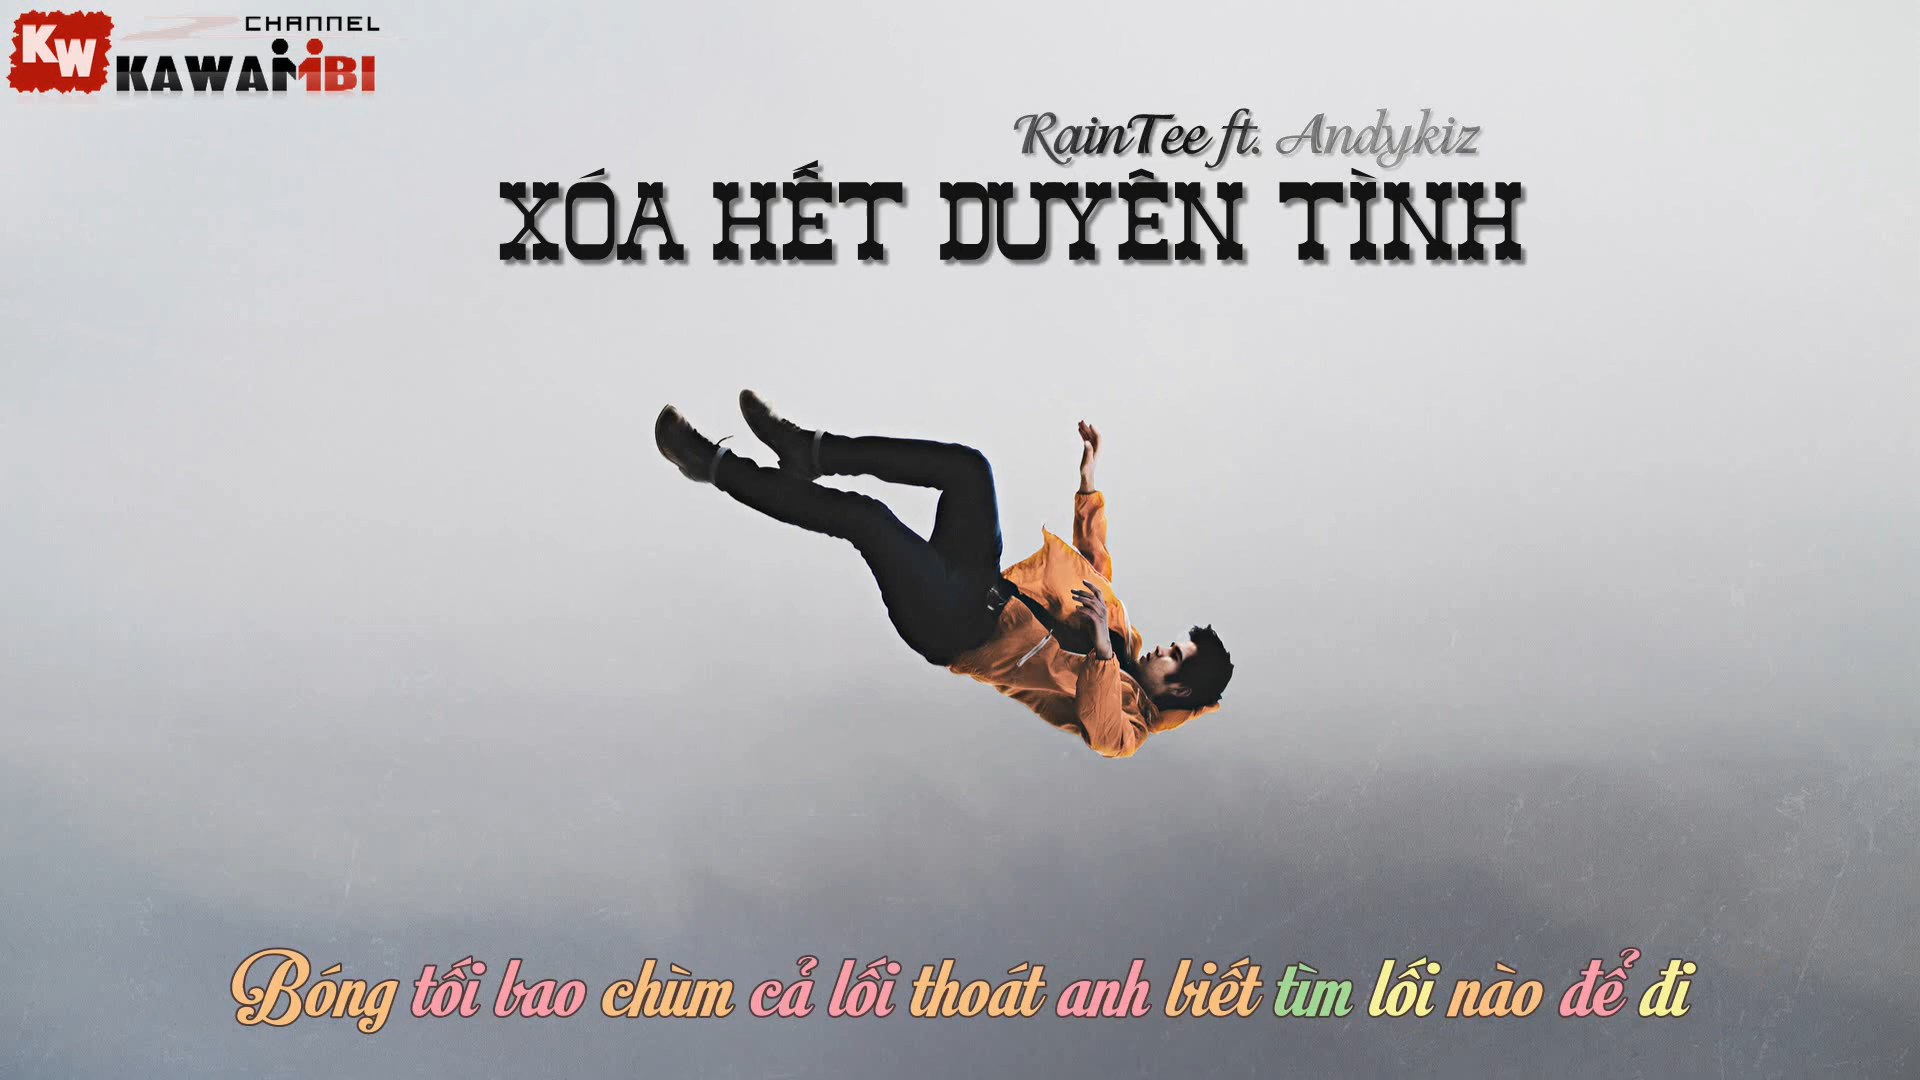 KW
CHANNEL
KAWAIIBI
RainTee ft. Andykiz
XÓA HẾT DUYÊN TÌNH
Bóng tối bao chùm cả lối thoát anh biết tìm lối nào để đi